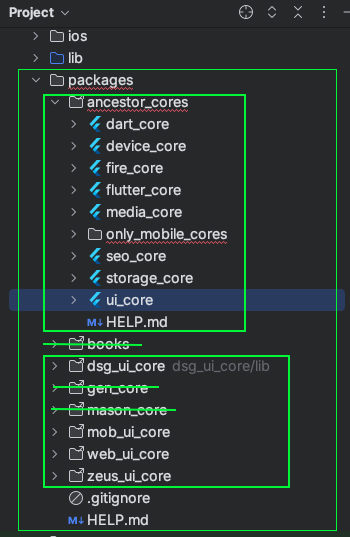 Project
ios
lib
packages
ancestor_cores
dart_core
device_core
fire_core
flutter_core
media_core
only_mobile_cores
seo_core
storage_core
ui_core
M↓ HELP.md
books
dsg_ui_core dsg_ui_core/lib
gen_core
mason_core
mob_ui_core
web_ui_core
zeus_ui_core
.gitignore
M↓ HELP.md